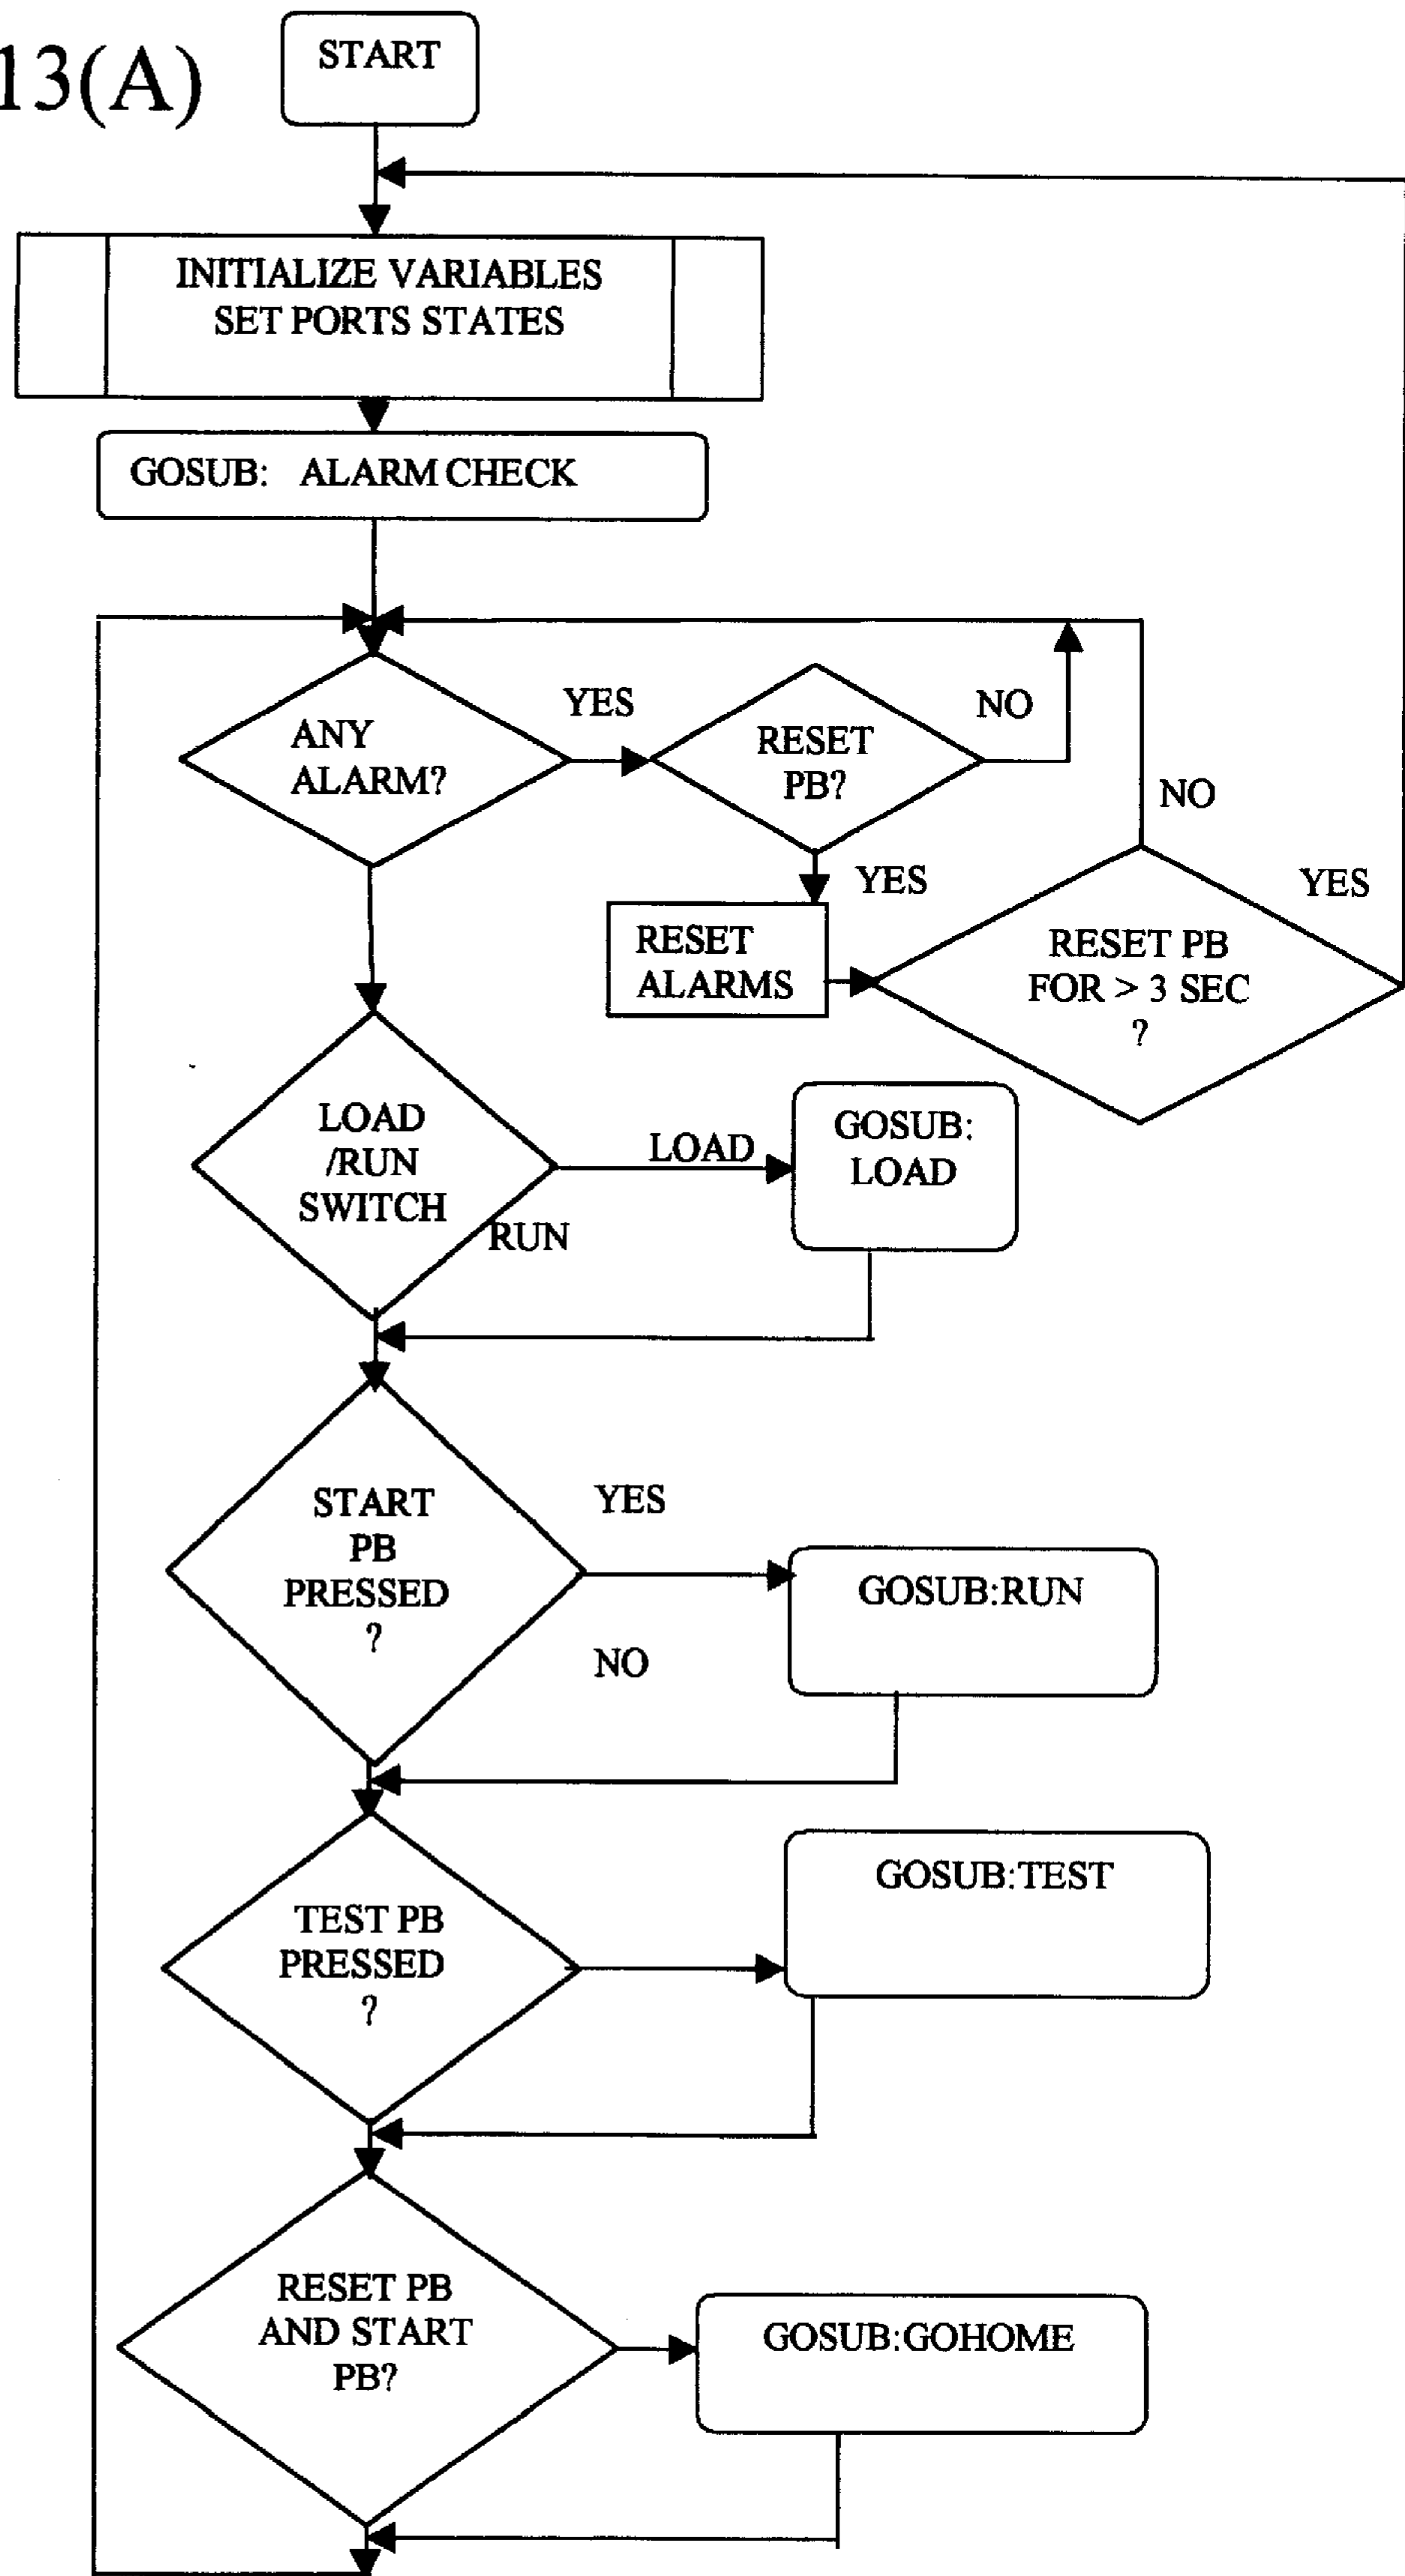 13(A)
START
INITIALIZE VARIABLES
SET PORTS STATES
GOSUB: ALARM CHECK
ANY
ALARM?
YES
RESET
PB?
NO
NO
YES
RESET
ALARMS
RESET PB
FOR > 3 SEC
?
YES
LOAD
/RUN
SWITCH
LOAD
RUN
GOSUB:
LOAD
START
PB
PRESSED
?
YES
NO
GOSUB:RUN
TEST PB
PRESSED
?
GOSUB:TEST
RESET PB
AND START
PB?
GOSUB:GOHOME